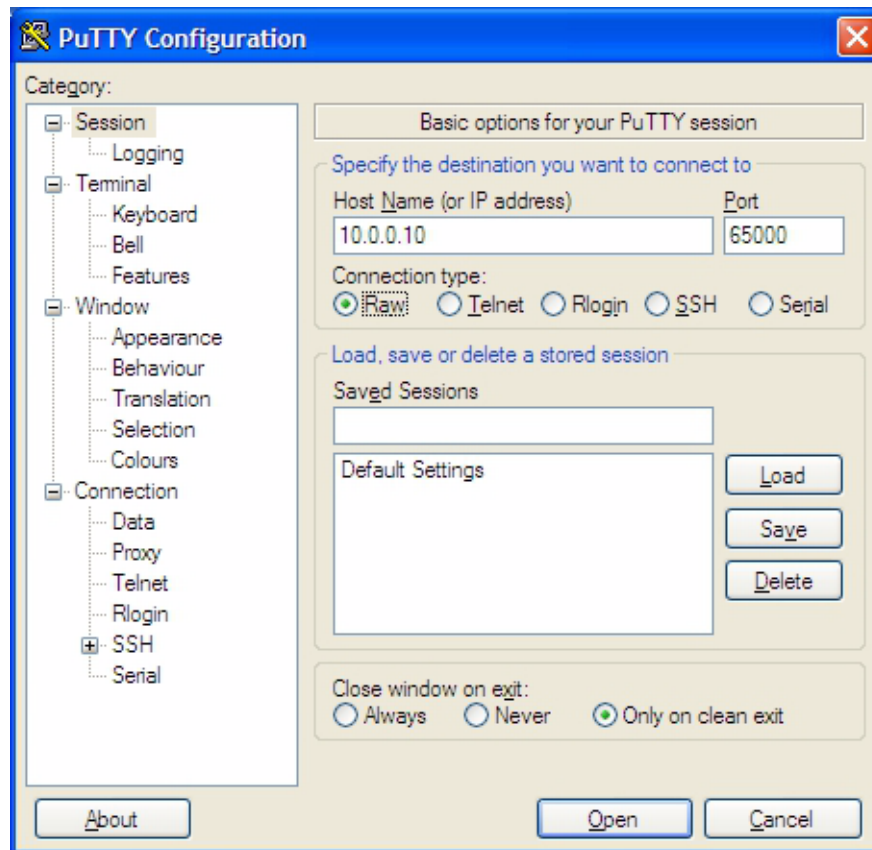 PuTTY Configuration
Category:
Session
Logging
Terminal
Keyboard
Bell
Features
Window
Appearance
Behaviour
Translation
Selection
Colours
Connection
Data
Proxy
Telnet
Rlogin
SSH
Serial
Basic options for your PuTTY session
Specify the destination you want to connect to
Host Name (or IP address) Port
10.0.0.10 65000
Connection type:
Raw Telnet Rlogin SSH Serial
Load, save or delete a stored session
Saved Sessions
Default Settings
Load
Save
Delete
Close window on exit:
Always Never Only on clean exit
About Open Cancel